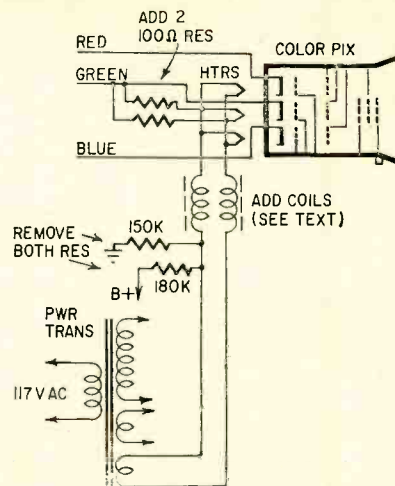 ADD 2
100Ω RES
COLOR PIX
RED
GREEN
HTRS
BLUE
ADD COILS
(SEE TEXT)
REMOVE
BOTH RES
150K
180K
B+
PWR
TRANS
117V AC